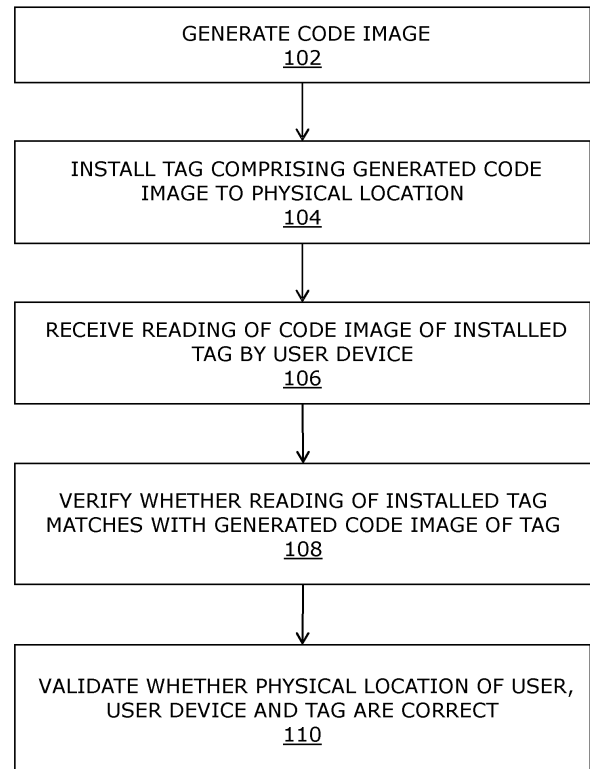 GENERATE CODE IMAGE
102
INSTALL TAG COMPRISING GENERATED CODE
IMAGE TO PHYSICAL LOCATION
104
RECEIVE READING OF CODE IMAGE OF INSTALLED
TAG BY USER DEVICE
106
VERIFY WHETHER READING OF INSTALLED TAG
MATCHES WITH GENERATED CODE IMAGE OF TAG
108
VALIDATE WHETHER PHYSICAL LOCATION OF USER,
USER DEVICE AND TAG ARE CORRECT
110